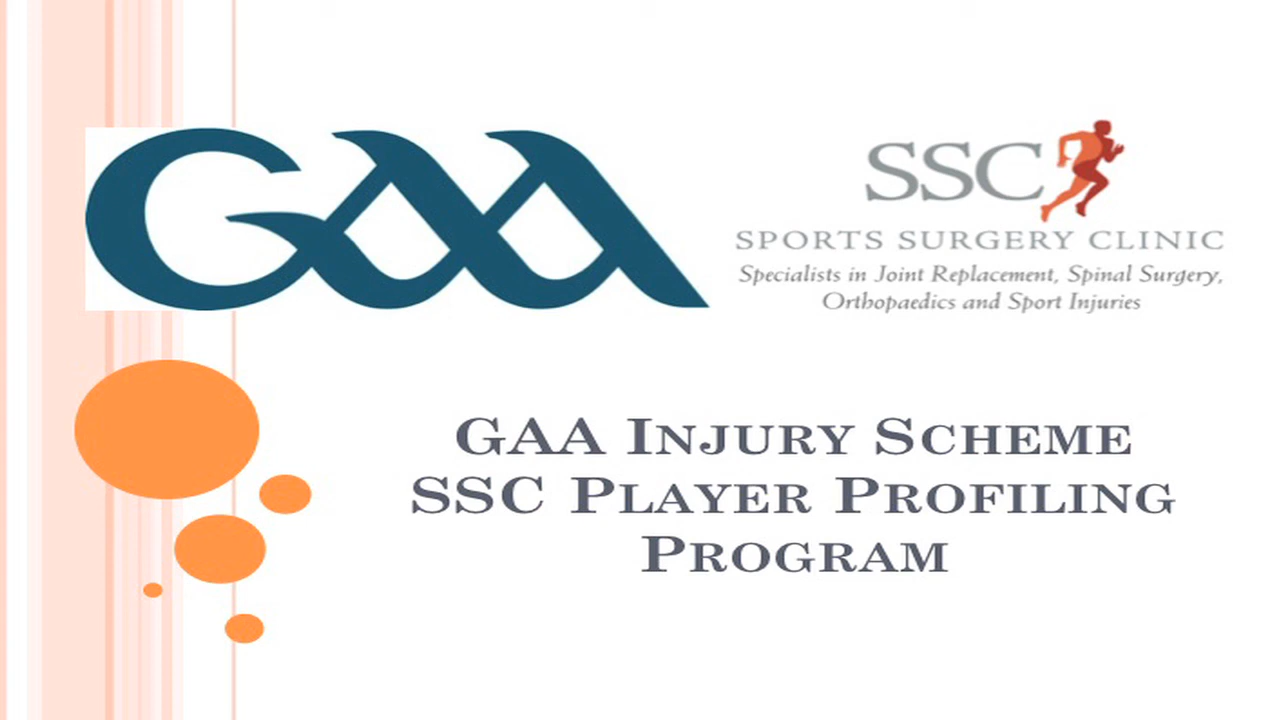 GAA
SSC
SPORTS SURGERY CLINIC
Specialists in Joint Replacement, Spinal Surgery,
Orthopaedics and Sport Injuries
GAA INJURY SCHEME
SSC PLAYER PROFILING
PROGRAM